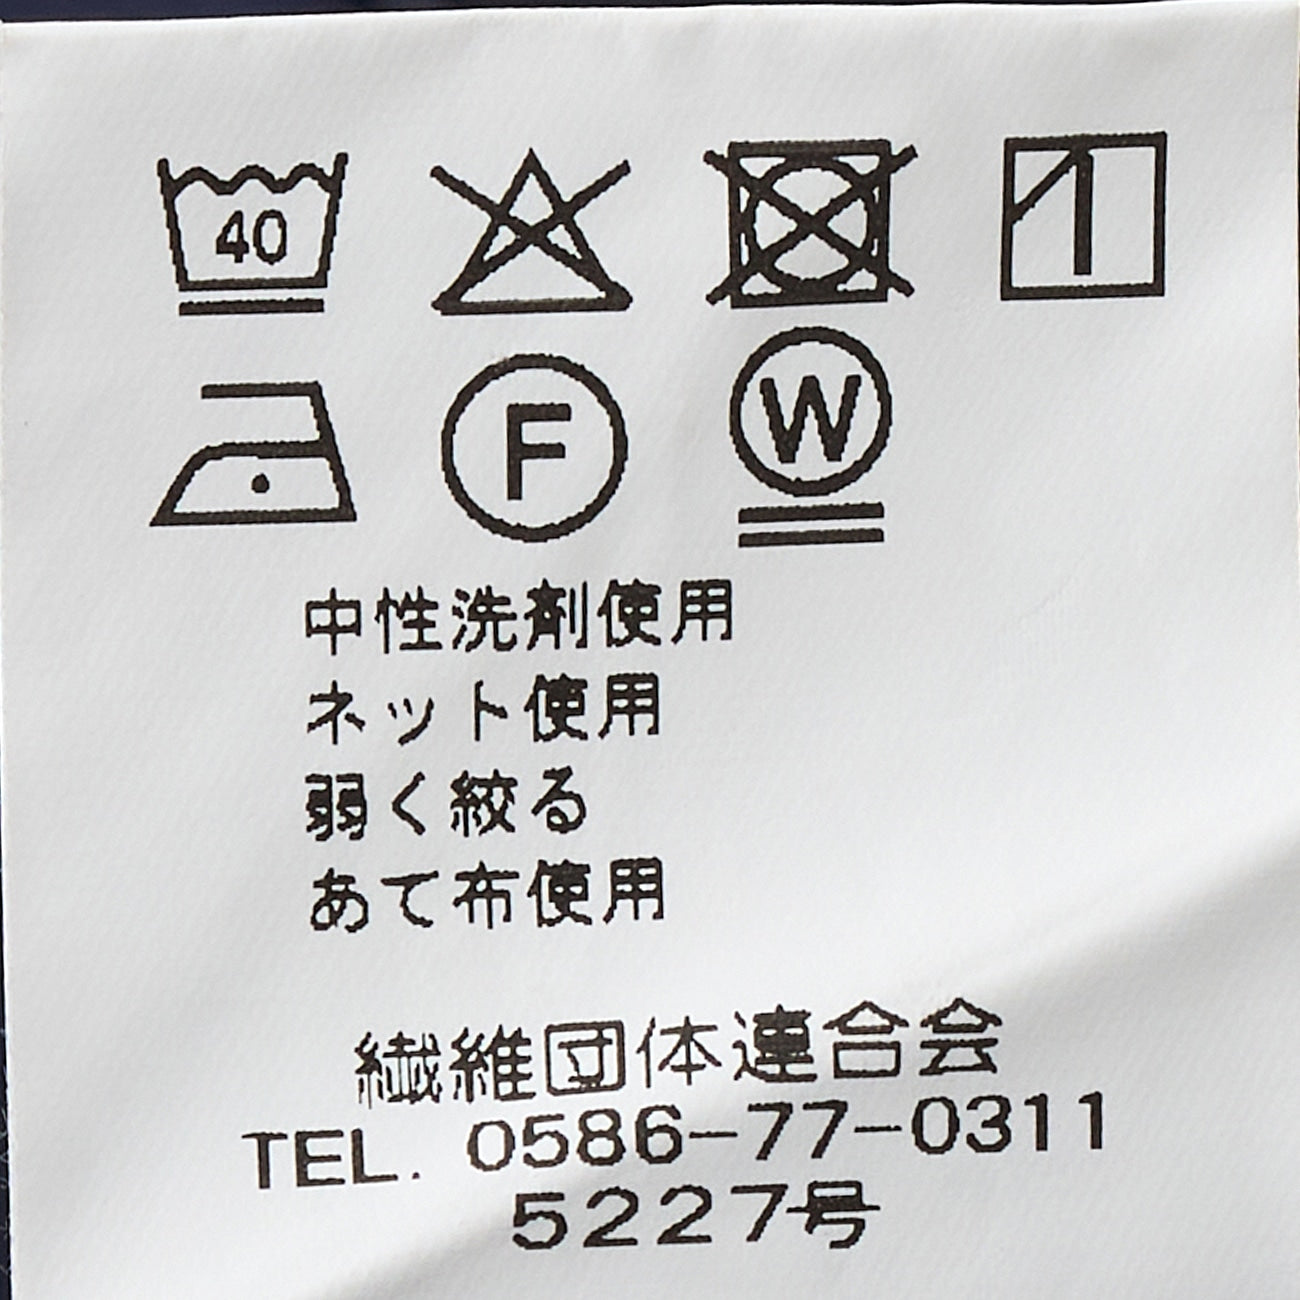 40
F W
中性洗剤使用
ネット使用
弱く絞る
あて布使用
繊維団体連合会
TEL. 0586-77-0311
5227号